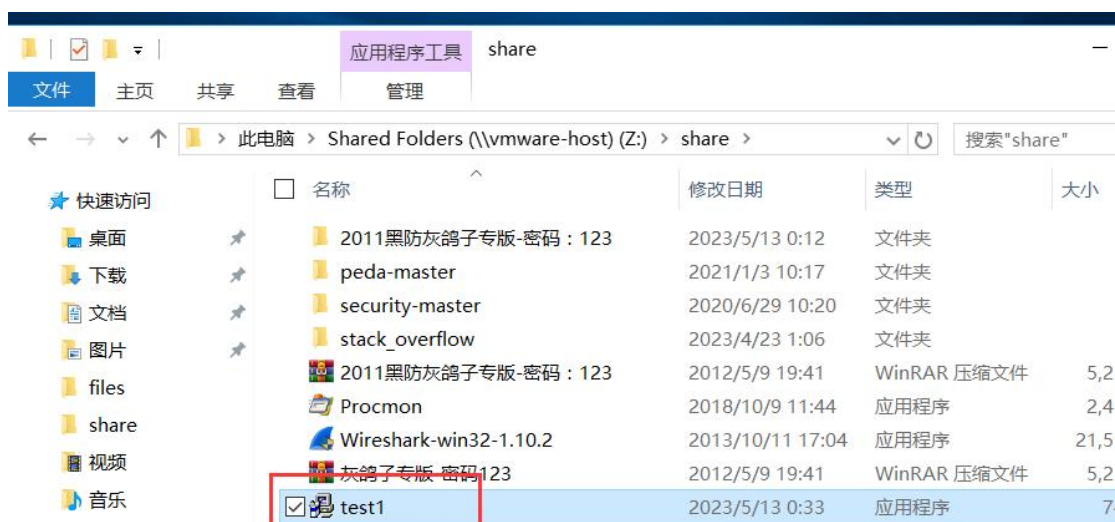 应用程序工具 share
文件 主页 共享 查看 管理
此电脑 > Shared Folders (\\vmware-host) (Z:) > share > 搜索"share"
名称 修改日期 类型 大小
快速访问
桌面
下载
文档
图片
files
share
视频
音乐
2011黑防灰鸽子专版-密码：123 2023/5/13 0:12 文件夹
peda-master 2021/1/3 10:17 文件夹
security-master 2020/6/29 10:20 文件夹
stack_overflow 2023/4/23 1:06 文件夹
2011黑防灰鸽子专版-密码：123 2012/5/9 19:41 WinRAR 压缩文件 5,2
Procmon 2018/10/9 11:44 应用程序 2,4
Wireshark-win32-1.10.2 2013/10/11 17:04 应用程序 21,5
灰鸽子专版-密码123 2012/5/9 19:41 WinRAR 压缩文件 5,2
test1 2023/5/13 0:33 应用程序 7